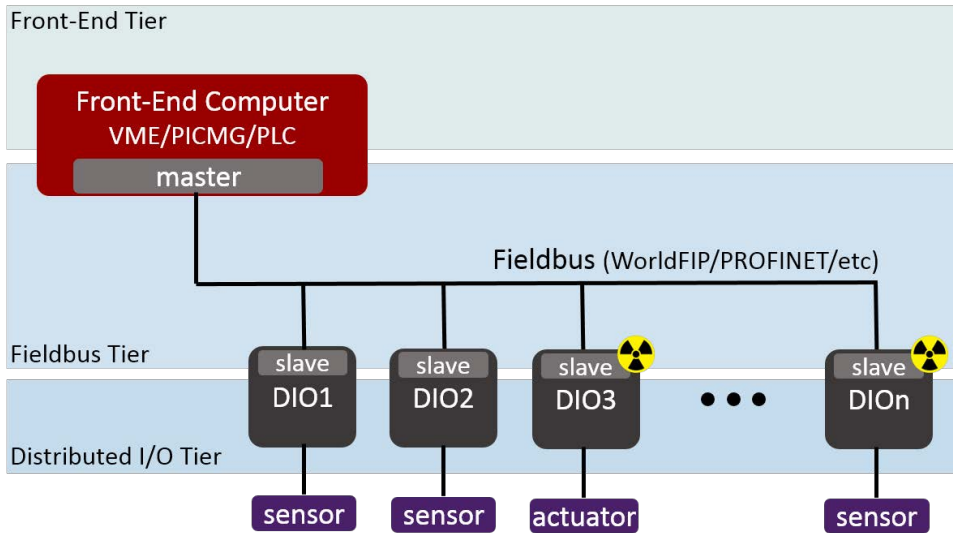 Front-End Tier
Front-End Computer
VME/PICMG/PLC
master
Fieldbus (WorldFIP/PROFINET/etc)
Fieldbus Tier
slave
DIO1
slave
DIO2
slave
DIO3
slave
DIOn
Distributed I/O Tier
sensor
sensor
actuator
sensor